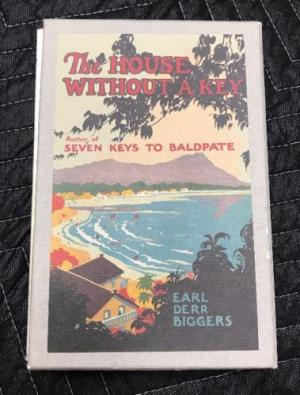 The HOUSE
WITHOUT A KEY
Author of
SEVEN KEYS TO BALDPATE
EARL
DERR
BIGGERS